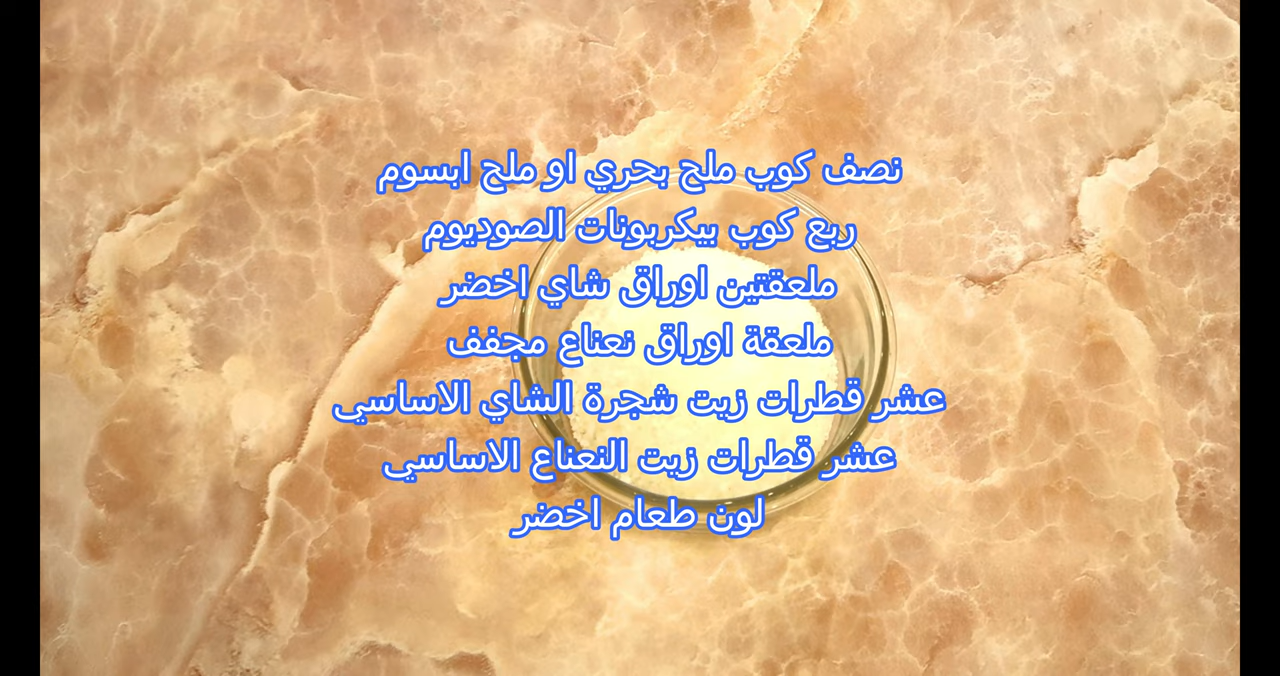 نصف كوب ملح بحري او ملح ابسوم
ربع كوب بيكربونات الصوديوم
ملعقتين اوراق شاي اخضر
ملعقة اوراق نعناع مجفف
عشر قطرات زيت شجرة الشاي الاساسي
عشر قطرات زيت النعناع الاساسي
لون طعام اخضر